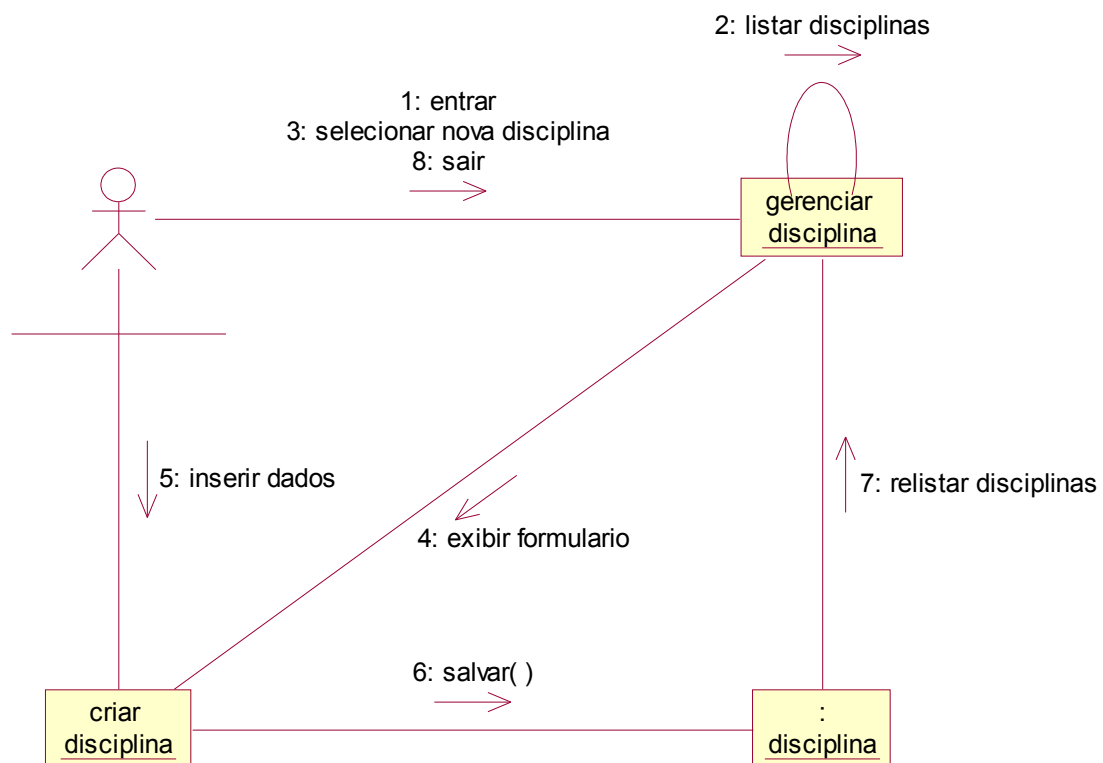 2: listar disciplinas
1: entrar
3: selecionar nova disciplina
8: sair
gerenciar
disciplina
5: inserir dados
7: relistar disciplinas
4: exibir formulario
6: salvar( )
criar
disciplina
:
disciplina